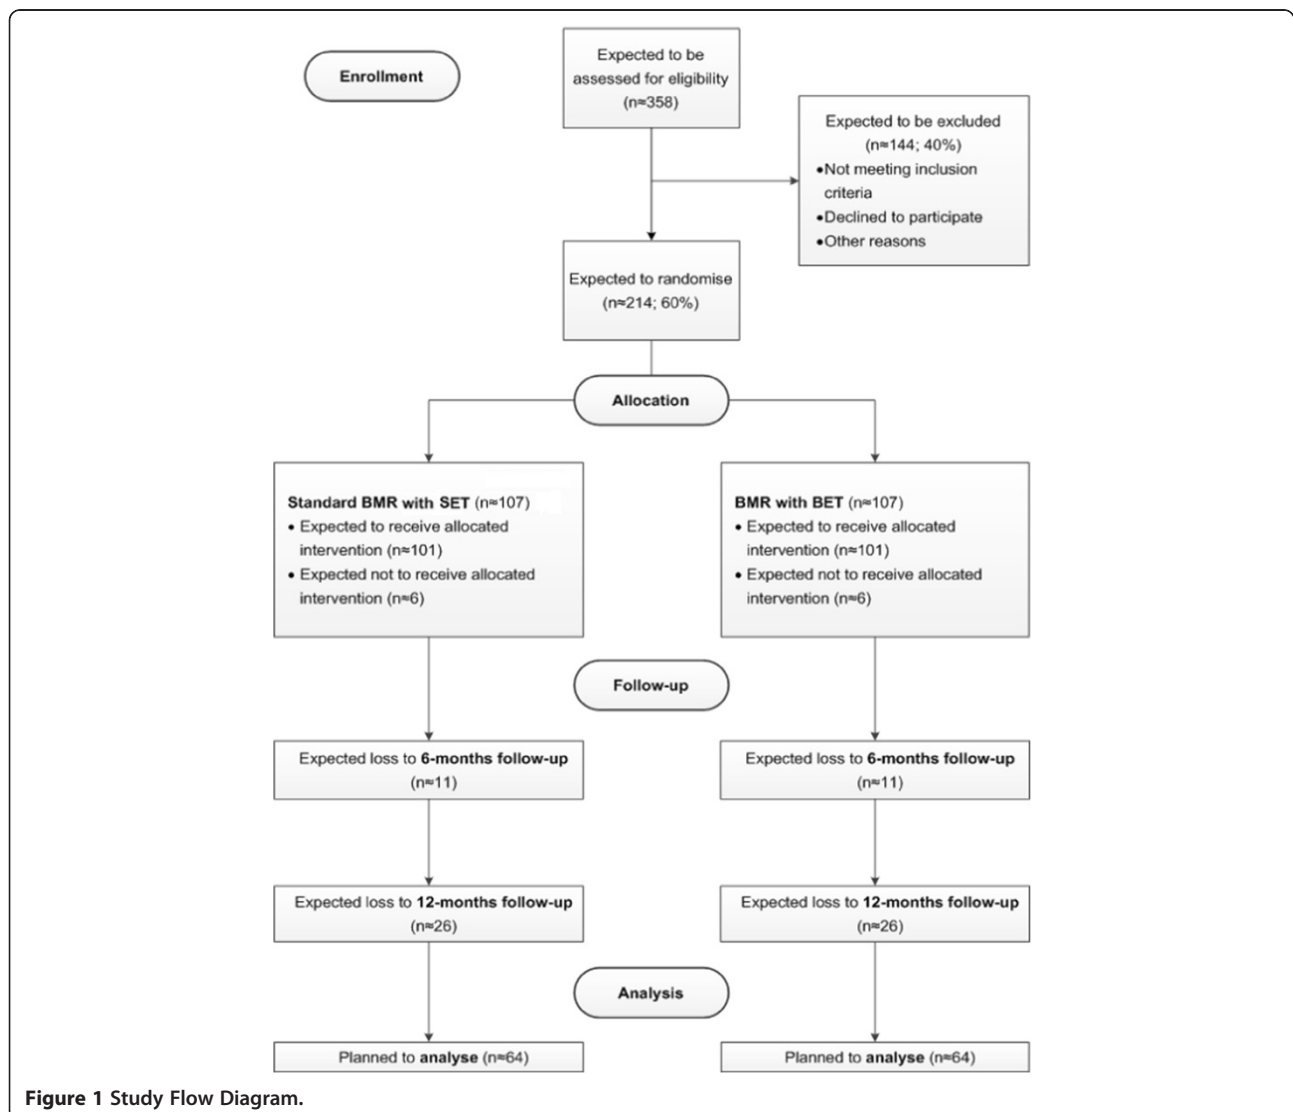 Enrollment
Expected to be
assessed for eligibility
(n≈358)
Expected to be excluded
(n≈144; 40%)
•Not meeting inclusion
criteria
•Declined to participate
•Other reasons
Expected to randomise
(n≈214; 60%)
Allocation
Standard BMR with SET (n≈107)
• Expected to receive allocated
intervention (n≈101)
• Expected not to receive allocated
intervention (n≈6)
BMR with BET (n≈107)
• Expected to receive allocated
intervention (n≈101)
• Expected not to receive allocated
intervention (n≈6)
Follow-up
Expected loss to 6-months follow-up
(n≈11)
Expected loss to 6-months follow-up
(n≈11)
Expected loss to 12-months follow-up
(n≈26)
Expected loss to 12-months follow-up
(n≈26)
Analysis
Planned to analyse (n≈64)
Planned to analyse (n≈64)
Figure 1 Study Flow Diagram.